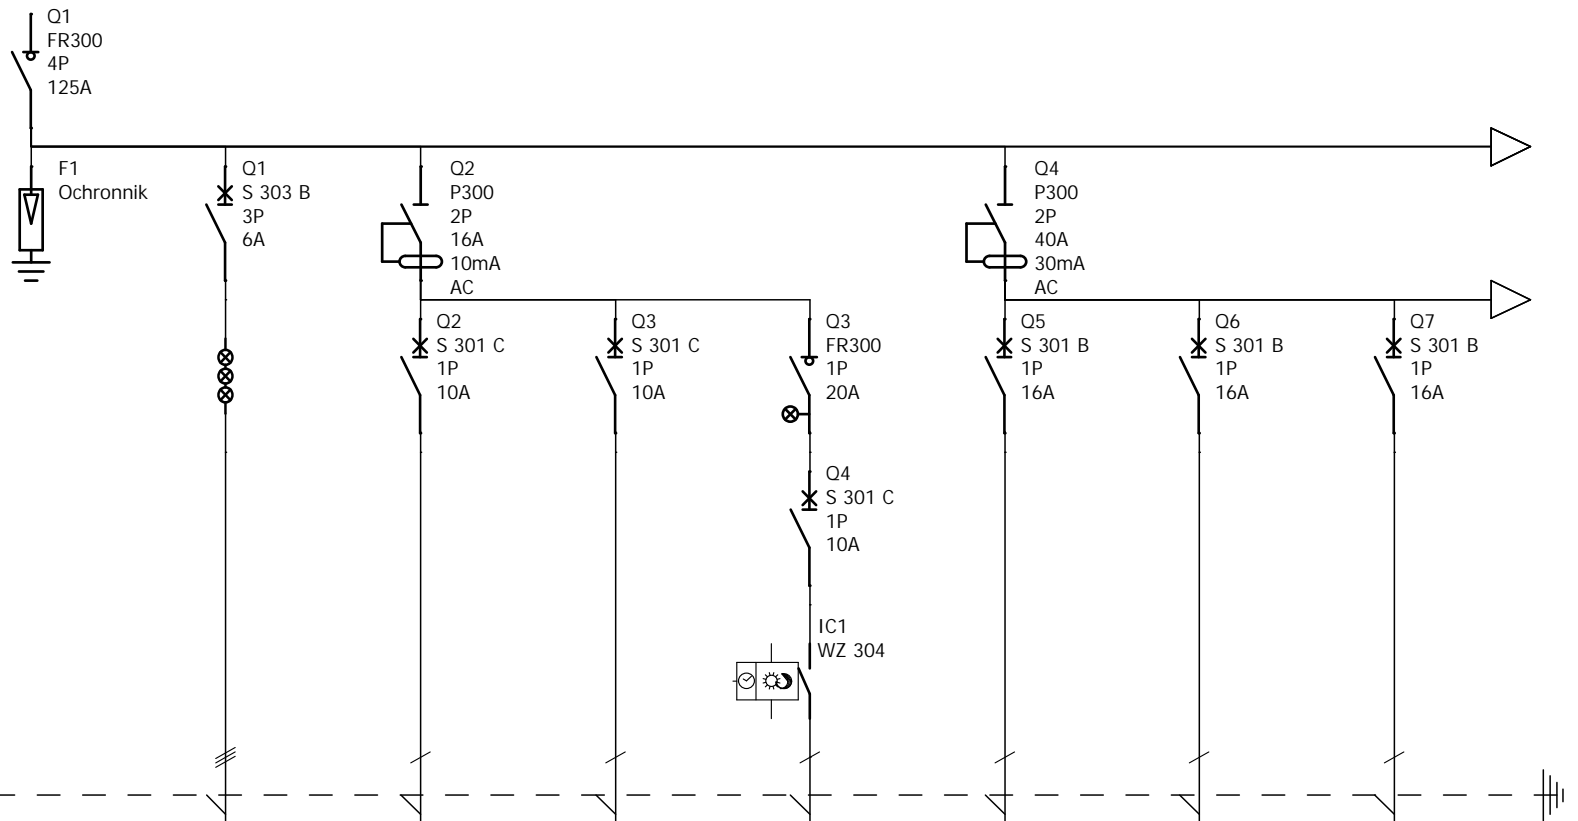 Q1
FR300
4P
125A
F1
Ochronnik
Q1
S 303 B
3P
6A
Q2
P300
2P
16A
10mA
AC
Q4
P300
2P
40A
30mA
AC
Q2
S 301 C
1P
10A
Q3
S 301 C
1P
10A
Q3
FR300
1P
20A
Q4
S 301 C
1P
10A
IC1
WZ 304
Q5
S 301 B
1P
16A
Q6
S 301 B
1P
16A
Q7
S 301 B
1P
16A